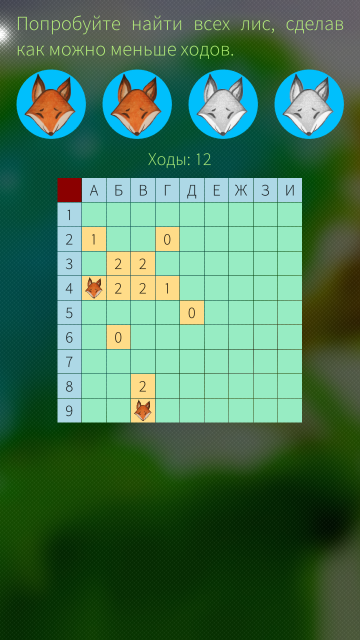 Попробуйте найти всех лис, сделав
как можно меньше ходов.
Ходы: 12
А Б В Г Д Е Ж З И
1
2 1 0
3 2 2
4 2 2 1
5 0
6 0
7
8 2
9